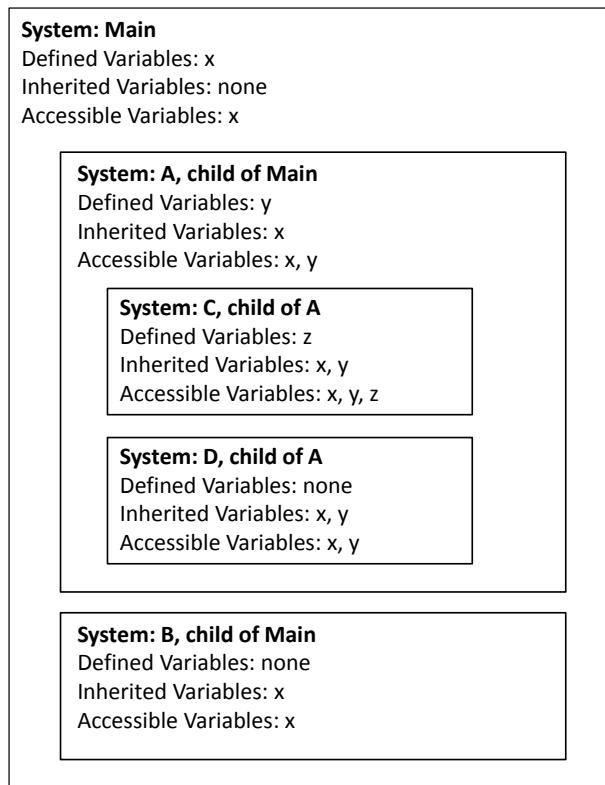 System: Main
Defined Variables: x
Inherited Variables: none
Accessible Variables: x
System: A, child of Main
Defined Variables: y
Inherited Variables: x
Accessible Variables: x, y
System: C, child of A
Defined Variables: z
Inherited Variables: x, y
Accessible Variables: x, y, z
System: D, child of A
Defined Variables: none
Inherited Variables: x, y
Accessible Variables: x, y
System: B, child of Main
Defined Variables: none
Inherited Variables: x
Accessible Variables: x